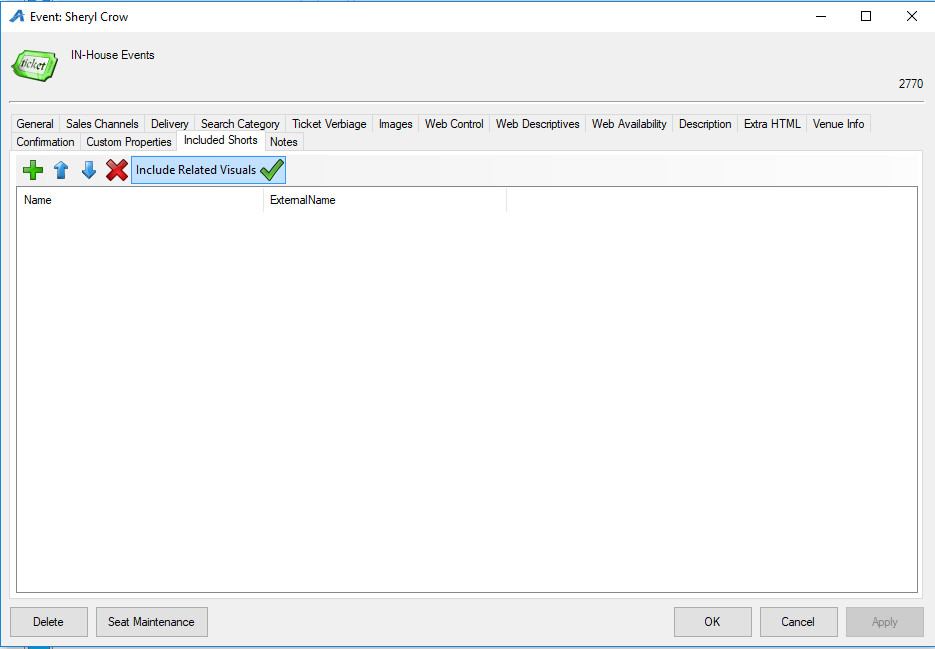 Event: Sheryl Crow
ticket
IN-House Events
2770
General Sales Channels Delivery Search Category Ticket Verbiage Images Web Control Web Descriptives Web Availability Description Extra HTML Venue Info
Confirmation Custom Properties Included Shorts Notes
Include Related Visuals
Name ExternalName
Delete Seat Maintenance OK Cancel Apply